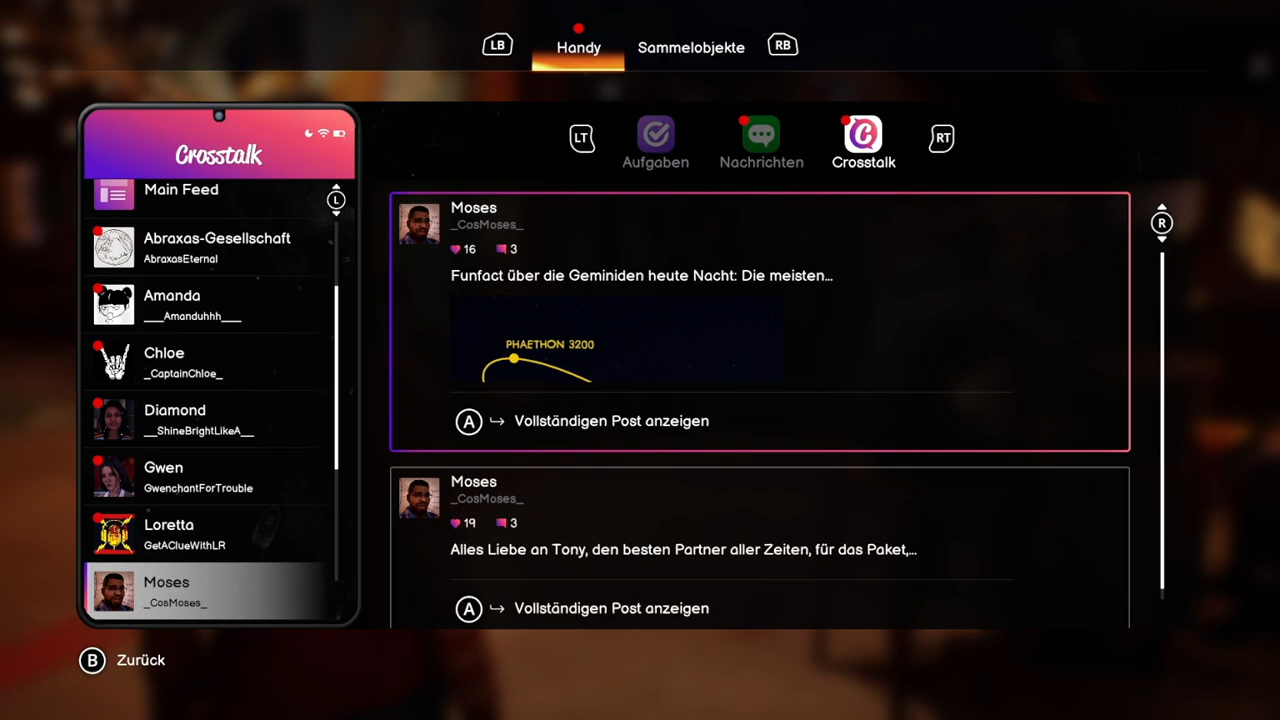 LB
Handy
Sammelobjekte
RB
Crosstalk
Main Feed
L
Abraxas-Gesellschaft
AbraxasEternal
Amanda
___Amanduhhh___
Chloe
_CaptainChloe_
Diamond
__ShineBrightLikeA__
Gwen
GwenchantForTrouble
Loretta
GetAClueWithLR
Moses
_CosMoses_
LT
Aufgaben
Nachrichten
Crosstalk
RT
Moses
_CosMoses_
16 3
Funfact über die Geminiden heute Nacht: Die meisten...
PHAETHON 3200
A Vollständigen Post anzeigen
R
Moses
_CosMoses_
19 3
Alles Liebe an Tony, den besten Partner aller Zeiten, für das Paket,...
A Vollständigen Post anzeigen
B Zurück